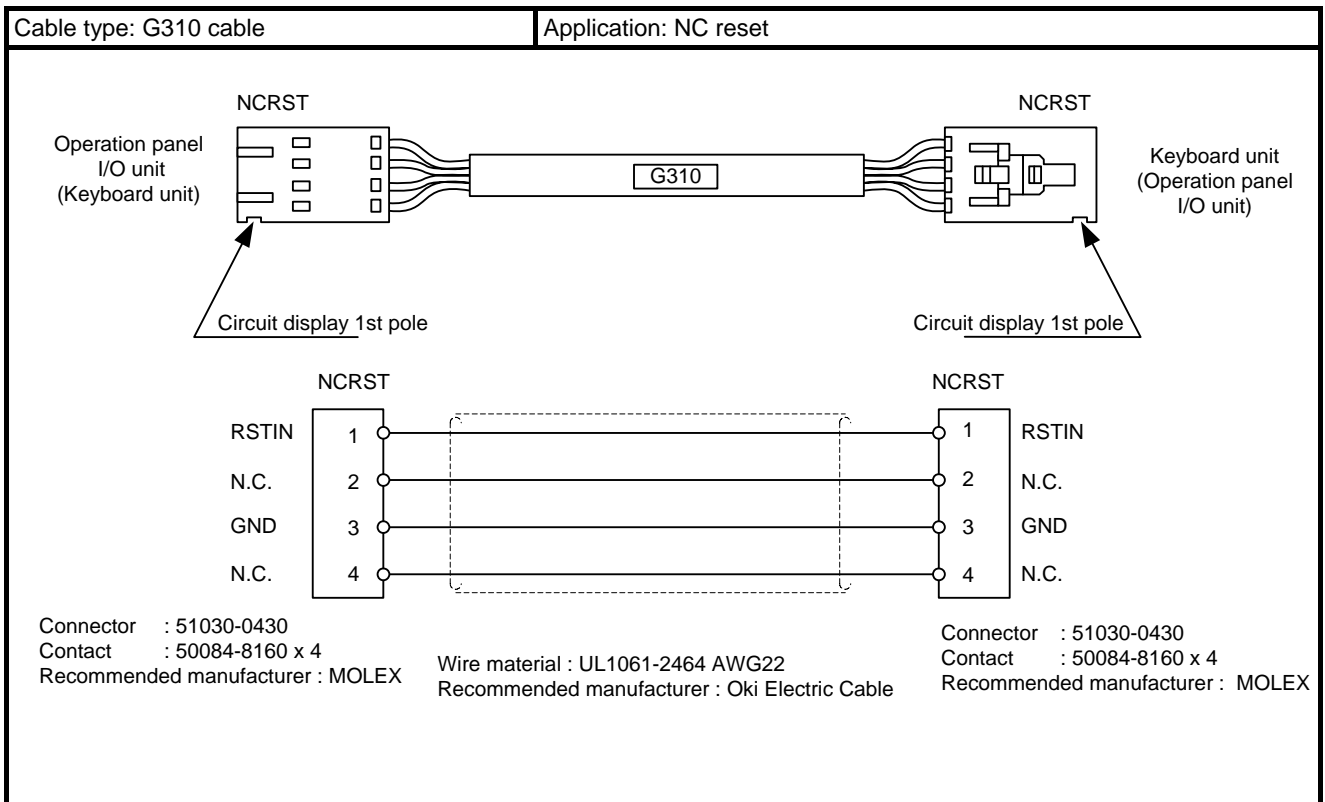 Cable type: G310 cable
Application: NC reset
NCRST
NCRST
Operation panel
I/O unit
(Keyboard unit)
G310
Keyboard unit
(Operation panel
I/O unit)
Circuit display 1st pole
Circuit display 1st pole
NCRST
NCRST
RSTIN 1
1 RSTIN
N.C. 2
2 N.C.
GND 3
3 GND
N.C. 4
4 N.C.
Connector : 51030-0430
Contact : 50084-8160 x 4
Recommended manufacturer : MOLEX
Wire material : UL1061-2464 AWG22
Recommended manufacturer : Oki Electric Cable
Connector : 51030-0430
Contact : 50084-8160 x 4
Recommended manufacturer : MOLEX